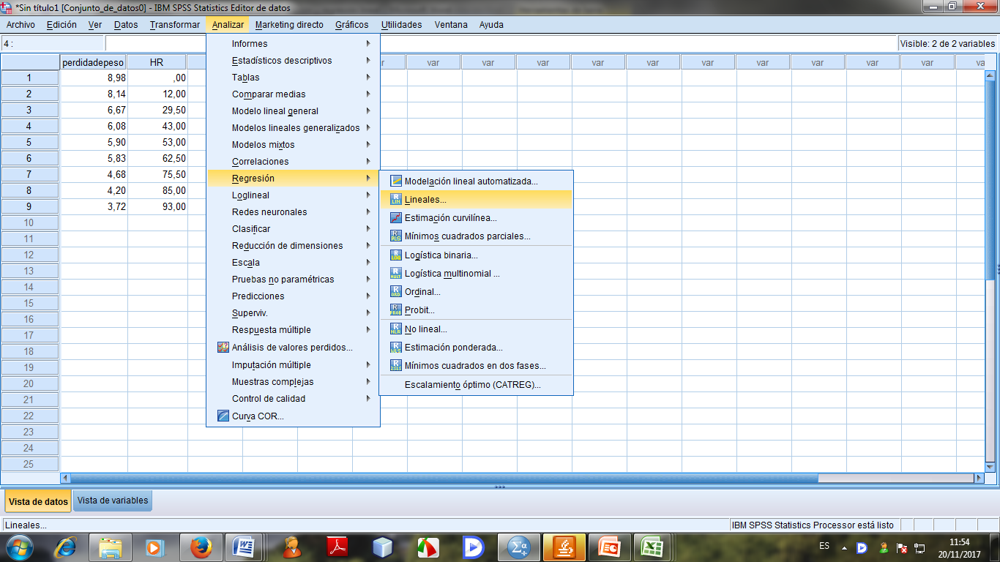 *Sin título1 [Conjunto_de_datos0] - IBM SPSS Statistics Editor de datos
Archivo Edición Ver Datos Transformar Analizar Marketing directo Gráficos Utilidades Ventana Ayuda
4 : Visible: 2 de 2 variables
perdidadepeso HR var var var var var var var var var
1 8,98 ,00
2 8,14 12,00
3 6,67 29,50
4 6,08 43,00
5 5,90 53,00
6 5,83 62,50
7 4,68 75,50
8 4,20 85,00
9 3,72 93,00
10
11
12
13
14
15
16
17
18
19
20
21
22
23
24
25
Informes
Estadísticos descriptivos
Tablas
Comparar medias
Modelo lineal general
Modelos lineales generalizados
Modelos mixtos
Correlaciones
Regresión
Loglineal
Redes neuronales
Clasificar
Reducción de dimensiones
Escala
Pruebas no paramétricas
Predicciones
Superviv.
Respuesta múltiple
Análisis de valores perdidos...
Imputación múltiple
Muestras complejas
Control de calidad
Curva COR...
Modelación lineal automatizada...
Lineales...
Estimación curvilínea...
Mínimos cuadrados parciales...
Logística binaria...
Logística multinomial ...
Ordinal...
Probit...
No lineal...
Estimación ponderada...
Mínimos cuadrados en dos fases...
Escalamiento óptimo (CATREG)...
Vista de datos Vista de variables
Lineales... IBM SPSS Statistics Processor está listo
ES 11:54
20/11/2017